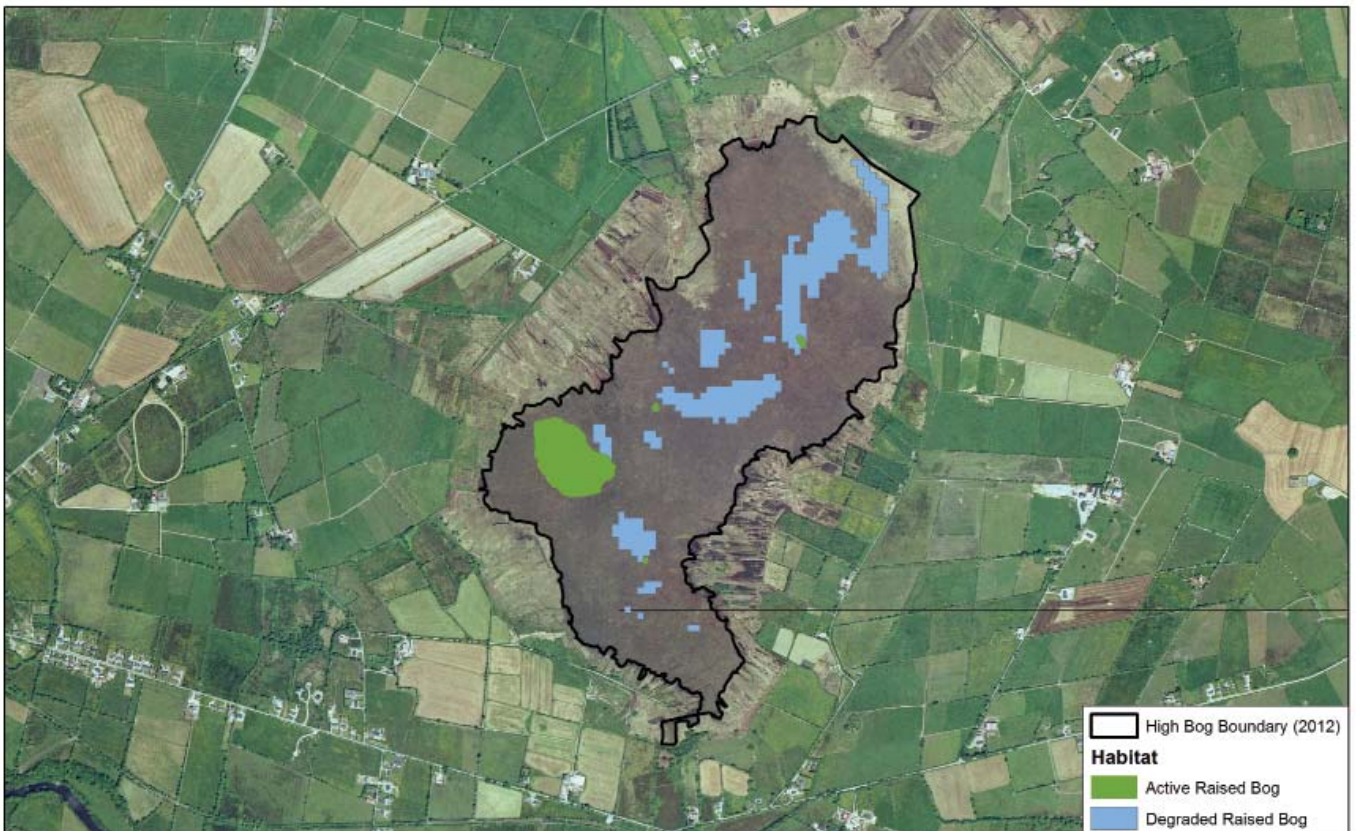 High Bog Boundary (2012)
Habitat
Active Raised Bog
Degraded Raised Bog